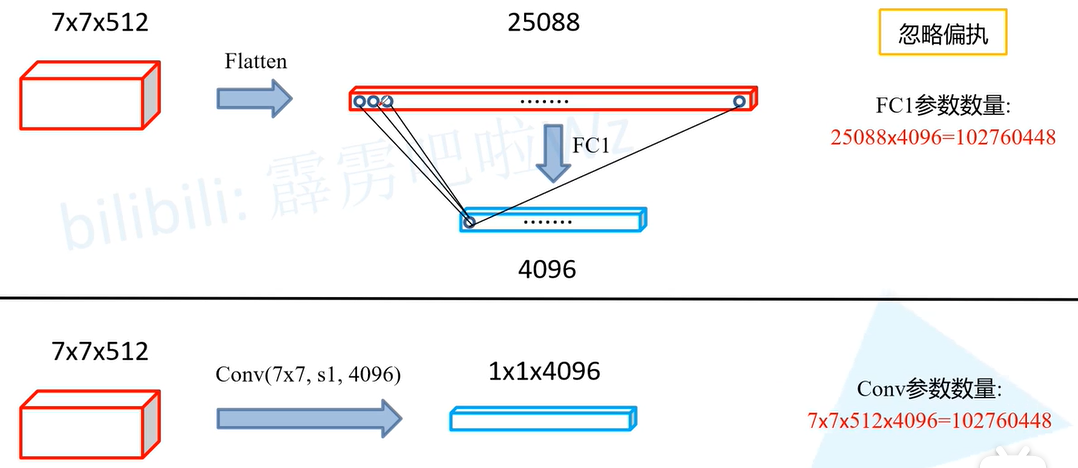 7x7x512
25088
忽略偏执
Flatten
·······
FC1参数数量:
25088x4096=102760448
FC1
·······
4096
bilibili: 霹雳吧啦Wz
7x7x512
Conv(7x7, s1, 4096)
1x1x4096
Conv参数数量:
7x7x512x4096=102760448